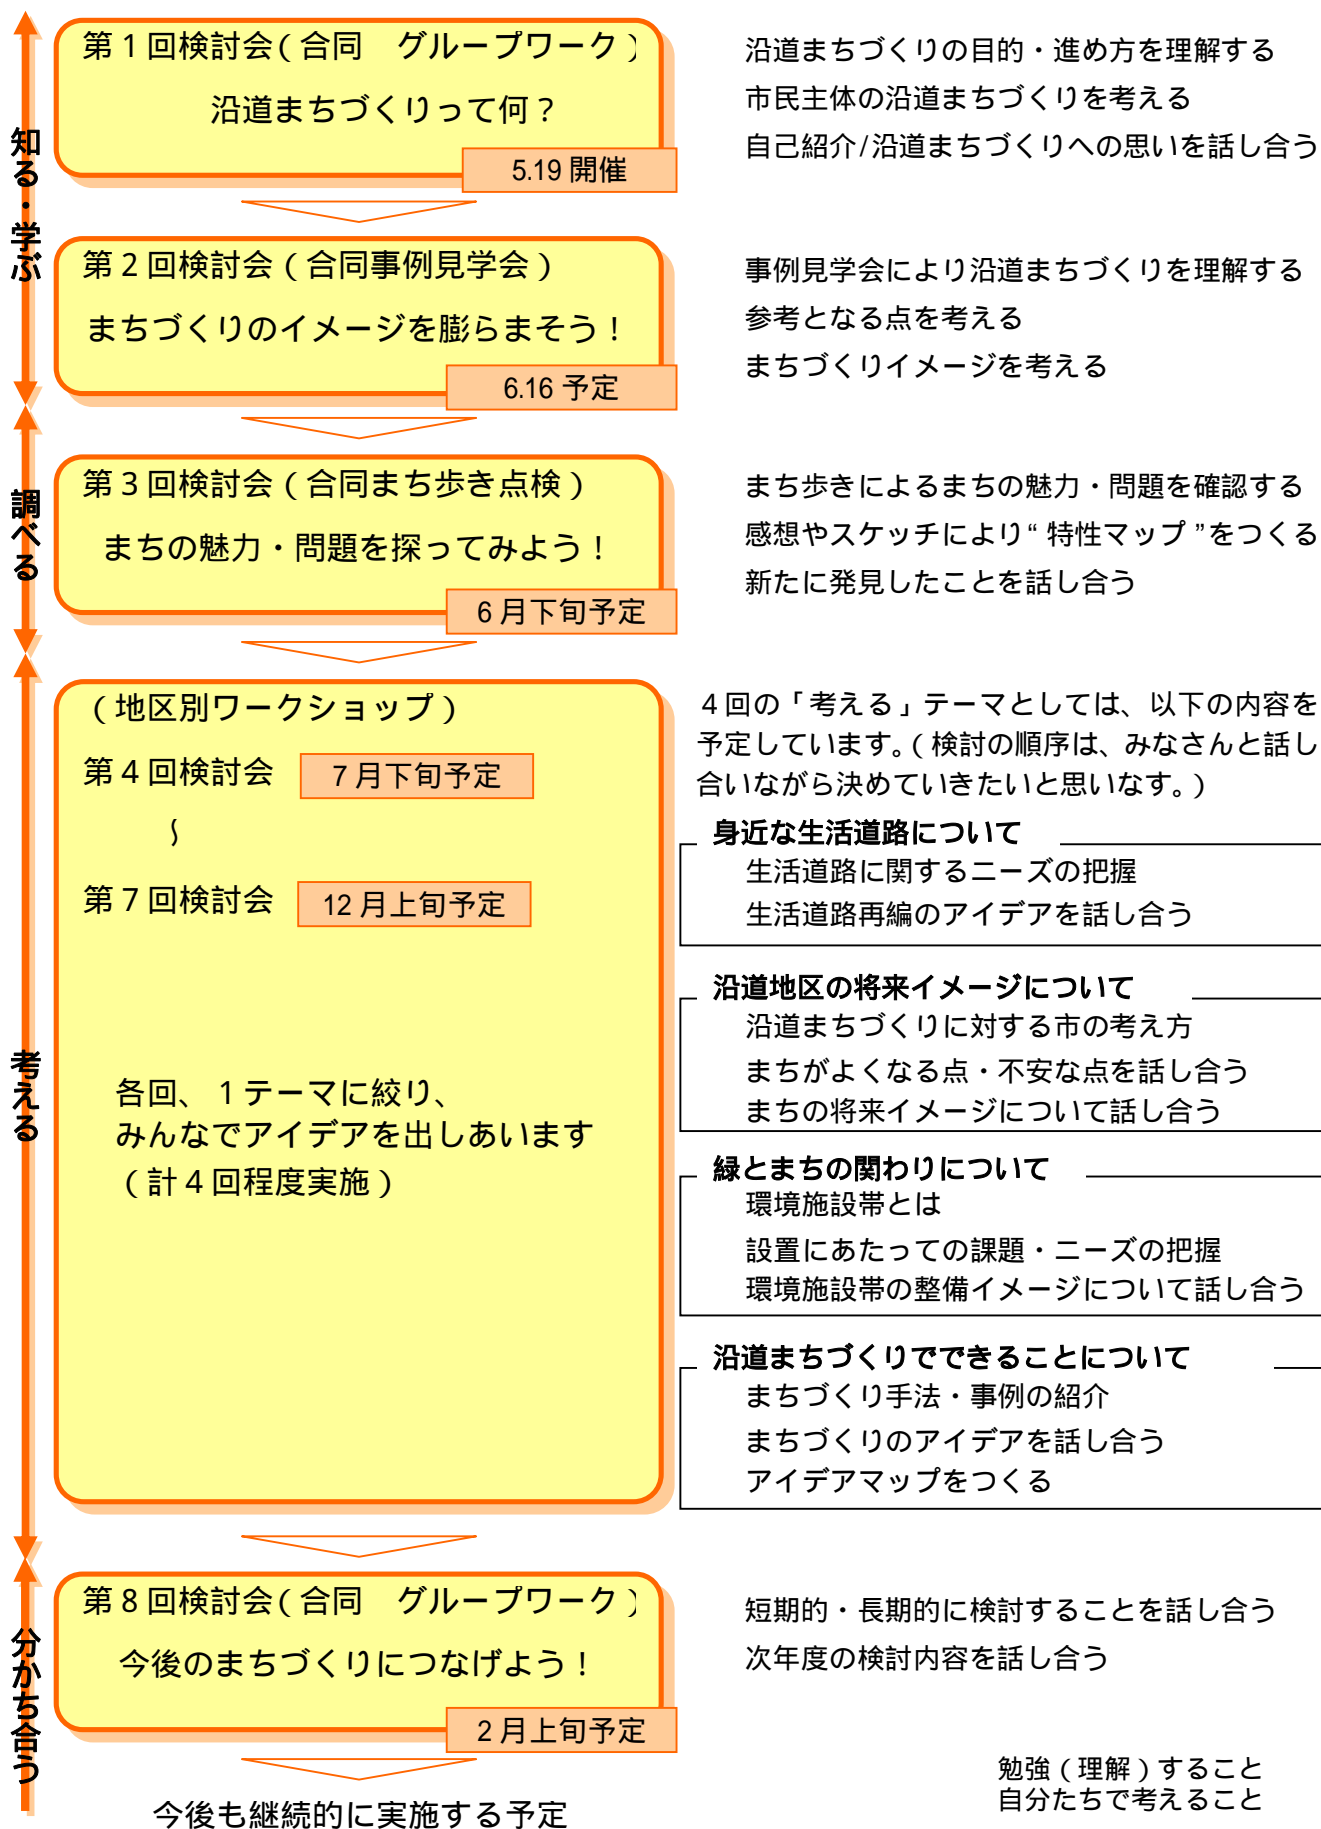 知る・学ぶ
第１回検討会（合同　グループワーク）
沿道まちづくりって何？
5.19 開催
沿道まちづくりの目的・進め方を理解する
市民主体の沿道まちづくりを考える
自己紹介/沿道まちづくりへの思いを話し合う
第２回検討会（合同事例見学会）
まちづくりのイメージを膨らまそう！
6.16 予定
事例見学会により沿道まちづくりを理解する
参考となる点を考える
まちづくりイメージを考える
調べる
第３回検討会（合同まち歩き点検）
まちの魅力・問題を探ってみよう！
6 月下旬予定
まち歩きによるまちの魅力・問題を確認する
感想やスケッチにより“特性マップ”をつくる
新たに発見したことを話し合う
考える
（地区別ワークショップ）
第４回検討会
7 月下旬予定
〜
第７回検討会
12 月上旬予定
各回、１テーマに絞り、
みんなでアイデアを出しあいます
（計４回程度実施）
４回の「考える」テーマとしては、以下の内容を
予定しています。（検討の順序は、みなさんと話し
合いながら決めていきたいと思いなす。）
身近な生活道路について
生活道路に関するニーズの把握
生活道路再編のアイデアを話し合う
沿道地区の将来イメージについて
沿道まちづくりに対する市の考え方
まちがよくなる点・不安な点を話し合う
まちの将来イメージについて話し合う
緑とまちの関わりについて
環境施設帯とは
設置にあたっての課題・ニーズの把握
環境施設帯の整備イメージについて話し合う
沿道まちづくりでできることについて
まちづくり手法・事例の紹介
まちづくりのアイデアを話し合う
アイデアマップをつくる
分かち合う
第８回検討会（合同　グループワーク）
今後のまちづくりにつなげよう！
2 月上旬予定
短期的・長期的に検討することを話し合う
次年度の検討内容を話し合う
今後も継続的に実施する予定
勉強（理解）すること
自分たちで考えること